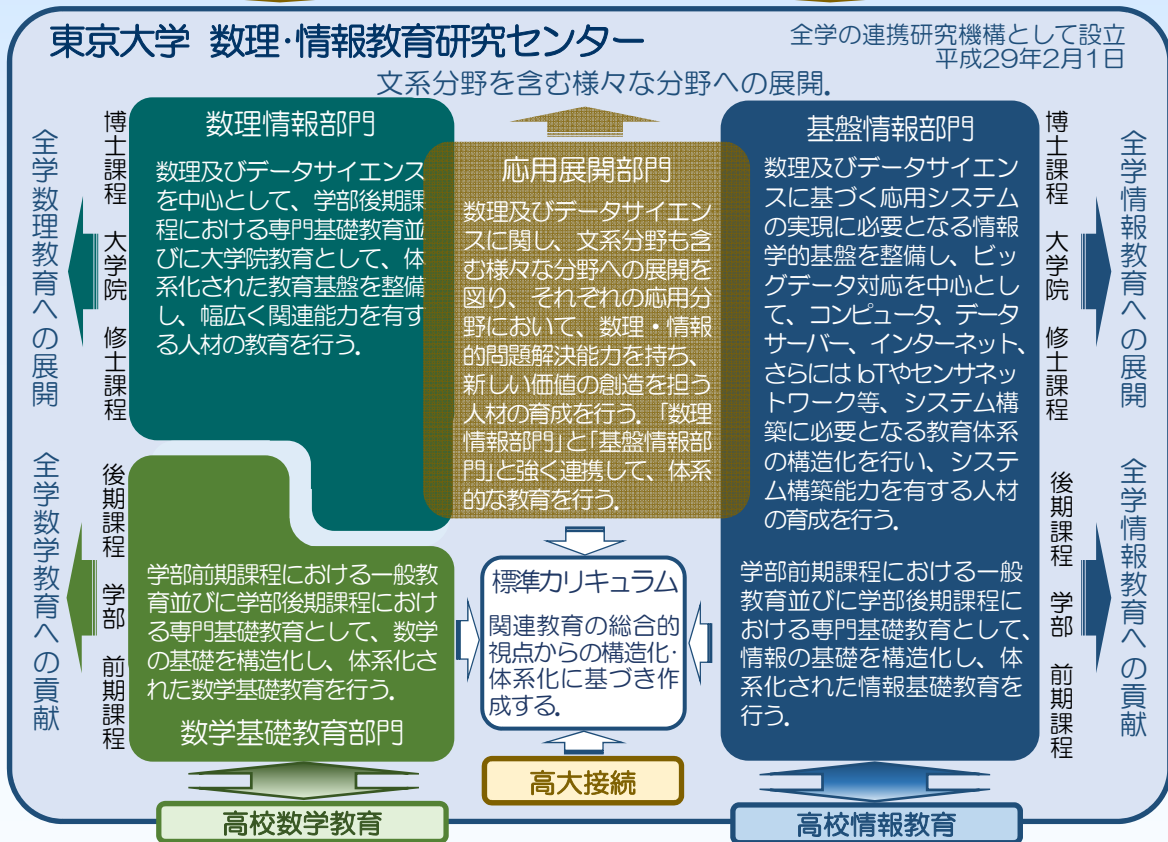 東京大学 数理・情報教育研究センター
全学の連携研究機構として設立
平成29年2月1日
文系分野を含む様々な分野への展開.
全学数理教育への展開
博士課程 大学院 修士課程
数理情報部門
数理及びデータサイエンス
を中心として、学部後期課
程における専門基礎教育並
びに大学院教育として、体
系化された教育基盤を整備
し、幅広く関連能力を有す
る人材の教育を行う.
応用展開部門
数理及びデータサイエン
スに関し、文系分野も含
む様々な分野への展開を
図り、それぞれの応用分
野において、数理・情報
的問題解決能力を持ち、
新しい価値の創造を担う
人材の育成を行う.「数理
情報部門」と「基盤情報部
門」と強く連携して、体系
的な教育を行う.
基盤情報部門
数理及びデータサイエン
スに基づく応用システム
の実現に必要となる情報
学的基盤を整備し、ビッ
グデータ対応を中心とし
て、コンピュータ、データ
サーバー、インターネット、
さらには IoTやセンサネッ
トワーク等、システム構
築に必要となる教育体系
の構造化を行い、システ
ム構築能力を有する人材
の育成を行う.
博士課程 大学院 修士課程
全学情報教育への展開
全学数学教育への貢献
後期課程 学部 前期課程
学部前期課程における一般教
育並びに学部後期課程におけ
る専門基礎教育として、数学
の基礎を構造化し、体系化さ
れた数学基礎教育を行う.
数学基礎教育部門
標準カリキュラム
関連教育の総合的
視点からの構造化・
体系化に基づき作
成する.
学部前期課程における一般
教育並びに学部後期課程に
おける専門基礎教育として、
情報の基礎を構造化し、体
系化された情報基礎教育を
行う.
後期課程 学部 前期課程
全学情報教育への貢献
高大接続
高校数学教育
高校情報教育